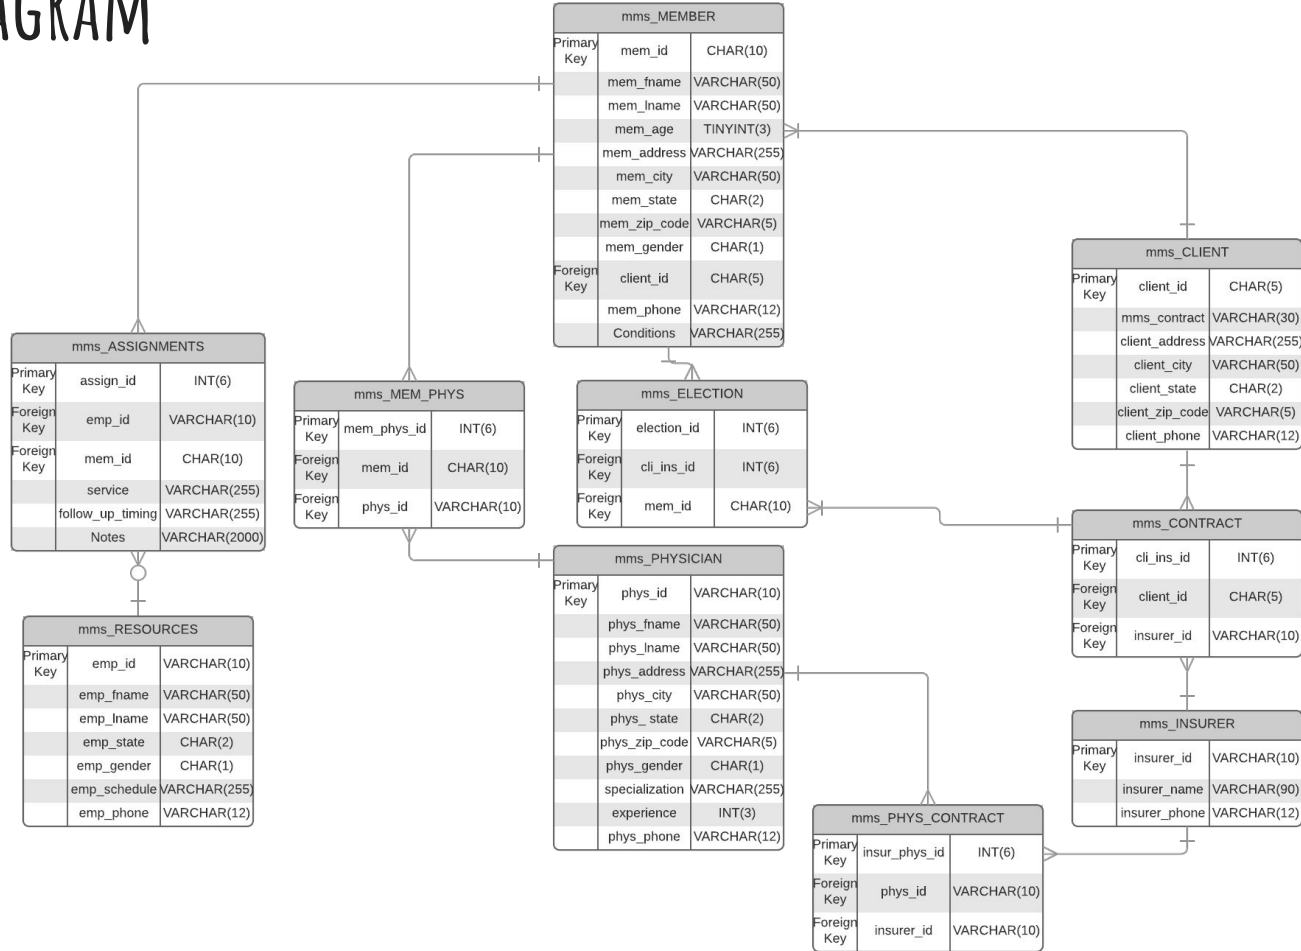 AGRAM
mms_MEMBER
Primary Key mem_id CHAR(10)
mem_fname VARCHAR(50)
mem_lname VARCHAR(50)
mem_age TINYINT(3)
mem_address VARCHAR(255)
mem_city VARCHAR(50)
mem_state CHAR(2)
mem_zip_code VARCHAR(5)
mem_gender CHAR(1)
Foreign Key client_id CHAR(5)
mem_phone VARCHAR(12)
Conditions VARCHAR(255)
mms_CLIENT
Primary Key client_id CHAR(5)
mms_contract VARCHAR(30)
client_address VARCHAR(255)
client_city VARCHAR(50)
client_state CHAR(2)
client_zip_code VARCHAR(5)
client_phone VARCHAR(12)
mms_ASSIGNMENTS
Primary Key assign_id INT(6)
Foreign Key emp_id VARCHAR(10)
Foreign Key mem_id CHAR(10)
service VARCHAR(255)
follow_up_timing VARCHAR(255)
Notes VARCHAR(2000)
mms_MEM_PHYS
Primary Key mem_phys_id INT(6)
Foreign Key mem_id CHAR(10)
Foreign Key phys_id VARCHAR(10)
mms_ELECTION
Primary Key election_id INT(6)
Foreign Key cli_ins_id INT(6)
Foreign Key mem_id CHAR(10)
mms_CONTRACT
Primary Key cli_ins_id INT(6)
Foreign Key client_id CHAR(5)
Foreign Key insurer_id VARCHAR(10)
mms_PHYSICIAN
Primary Key phys_id VARCHAR(10)
phys_fname VARCHAR(50)
phys_lname VARCHAR(50)
phys_address VARCHAR(255)
phys_city VARCHAR(50)
phys_ state CHAR(2)
phys_zip_code VARCHAR(5)
phys_gender CHAR(1)
specialization VARCHAR(255)
experience INT(3)
phys_phone VARCHAR(12)
mms_RESOURCES
Primary Key emp_id VARCHAR(10)
emp_fname VARCHAR(50)
emp_lname VARCHAR(50)
emp_state CHAR(2)
emp_gender CHAR(1)
emp_schedule VARCHAR(255)
emp_phone VARCHAR(12)
mms_INSURER
Primary Key insurer_id VARCHAR(10)
insurer_name VARCHAR(90)
insurer_phone VARCHAR(12)
mms_PHYS_CONTRACT
Primary Key insur_phys_id INT(6)
Foreign Key phys_id VARCHAR(10)
Foreign Key insurer_id VARCHAR(10)